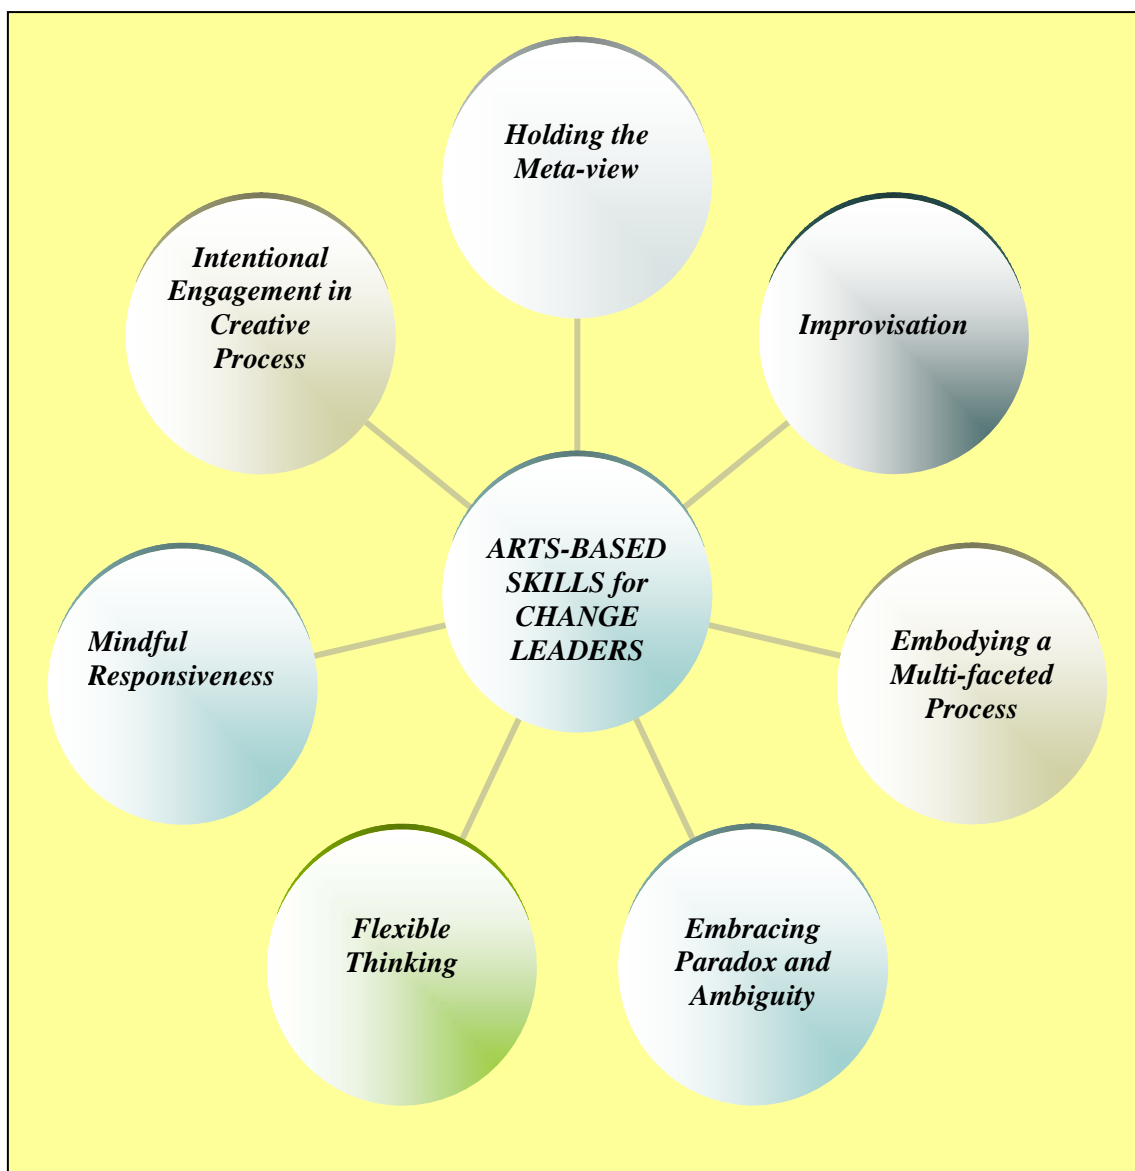 Holding the
Meta-view
Improvisation
Embodying a
Multi-faceted
Process
Embracing
Paradox and
Ambiguity
Flexible
Thinking
Mindful
Responsiveness
Intentional
Engagement in
Creative
Process
ARTS-BASED
SKILLS for
CHANGE
LEADERS